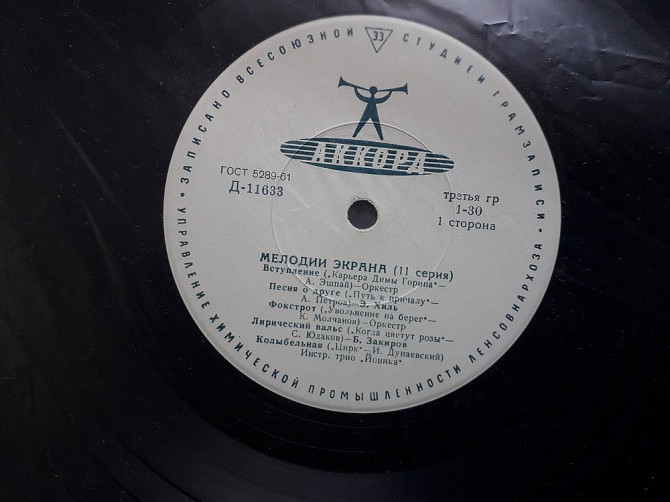 • ЗАПИСАНО ВСЕСОЮЗНОЙ СТУДИЕЙ ГРАМЗАПИСИ •
33
АККОРД
ГОСТ 5289-61
Д-11633
третья гр
1-30
1 сторона
МЕЛОДИИ ЭКРАНА (11 серия)
Вступление („Карьера Димы Горина"—
А. Эшпай)—Оркестр
Песня о друге („Путь к причалу"—
А. Петров)—Э. Хиль
Фокстрот („Увольнение на берег"—
К. Молчанов)—Оркестр
Лирический вальс („Когда цветут розы"—
С. Юдаков)—Б. Закиров
Колыбельная („Цирк"—И. Дунаевский)
Инстр. трио „Йоника"
УПРАВЛЕНИЕ ХИМИЧЕСКОЙ ПРОМЫШЛЕННОСТИ ЛЕНСОВНАРХОЗА